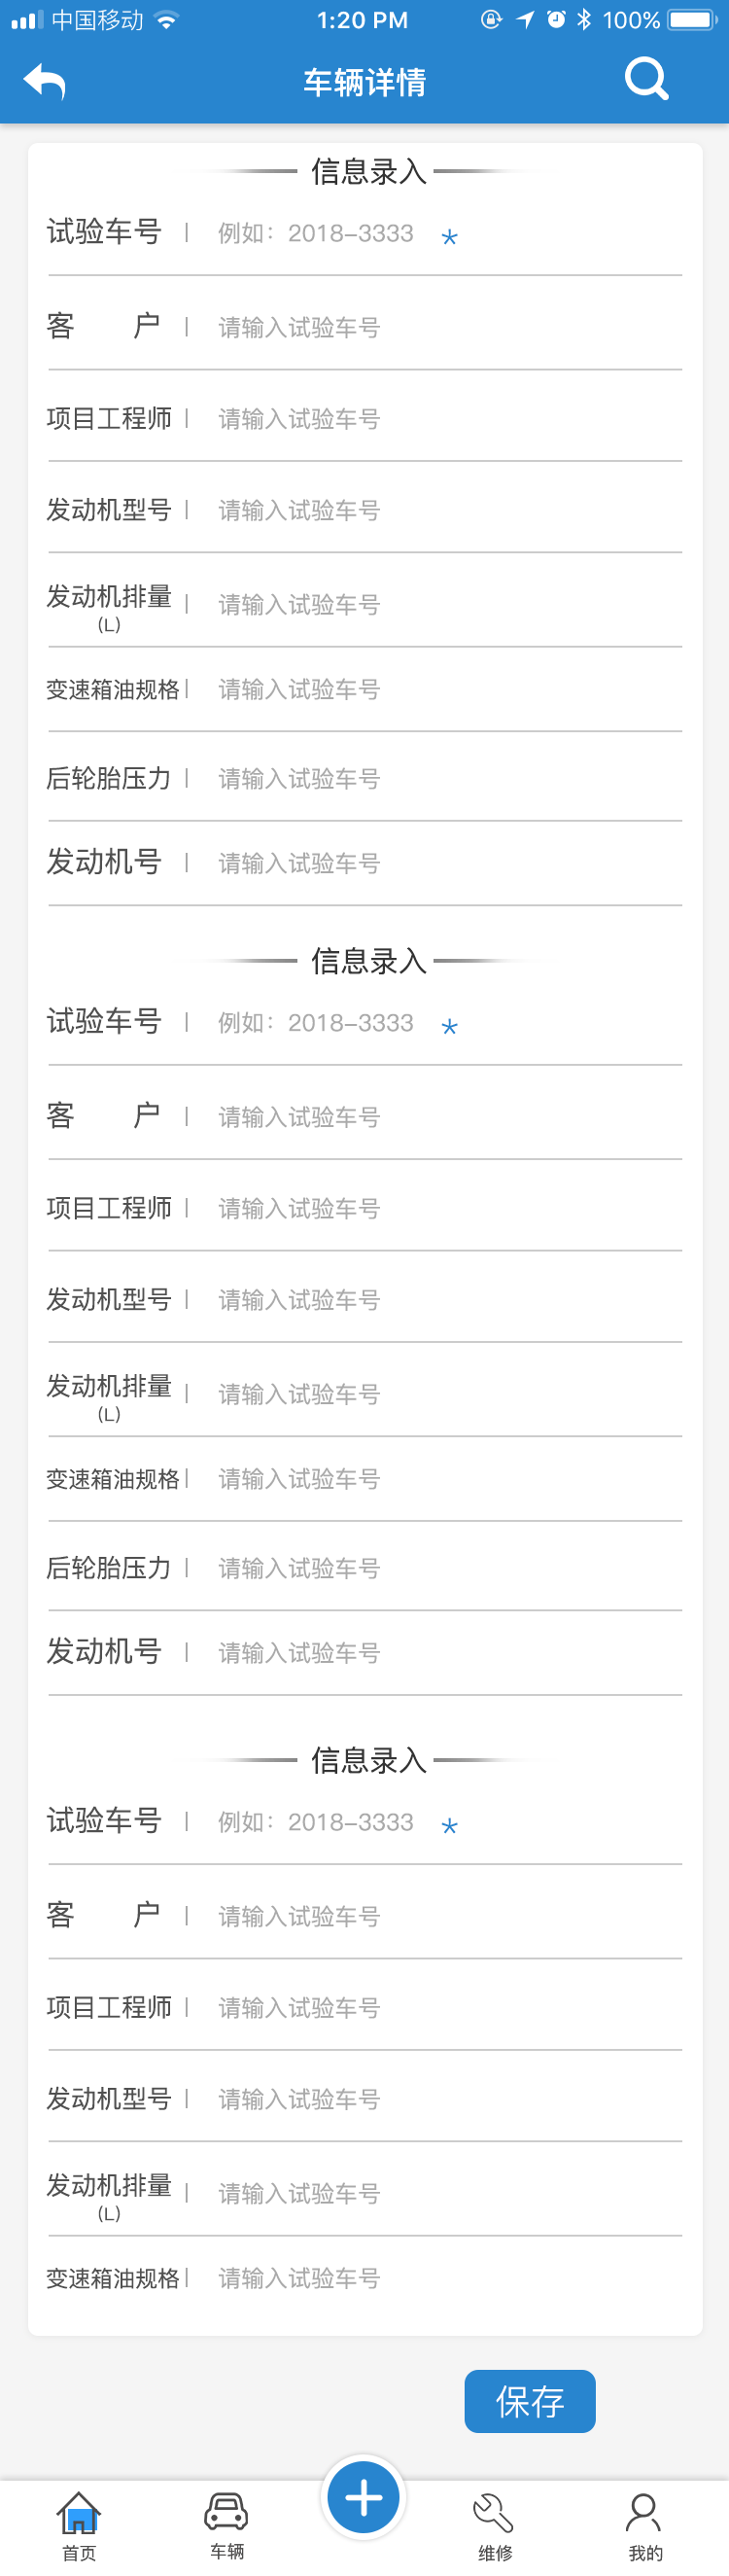 中国移动 1:20 PM 100%
车辆详情
信息录入
试验车号 例如：2018-3333 *
客 户 请输入试验车号
项目工程师 请输入试验车号
发动机型号 请输入试验车号
发动机排量 请输入试验车号
(L)
变速箱油规格 请输入试验车号
后轮胎压力 请输入试验车号
发动机号 请输入试验车号
信息录入
试验车号 例如：2018-3333 *
客 户 请输入试验车号
项目工程师 请输入试验车号
发动机型号 请输入试验车号
发动机排量 请输入试验车号
(L)
变速箱油规格 请输入试验车号
后轮胎压力 请输入试验车号
发动机号 请输入试验车号
信息录入
试验车号 例如：2018-3333 *
客 户 请输入试验车号
项目工程师 请输入试验车号
发动机型号 请输入试验车号
发动机排量 请输入试验车号
(L)
变速箱油规格 请输入试验车号
保存
首页 车辆 维修 我的